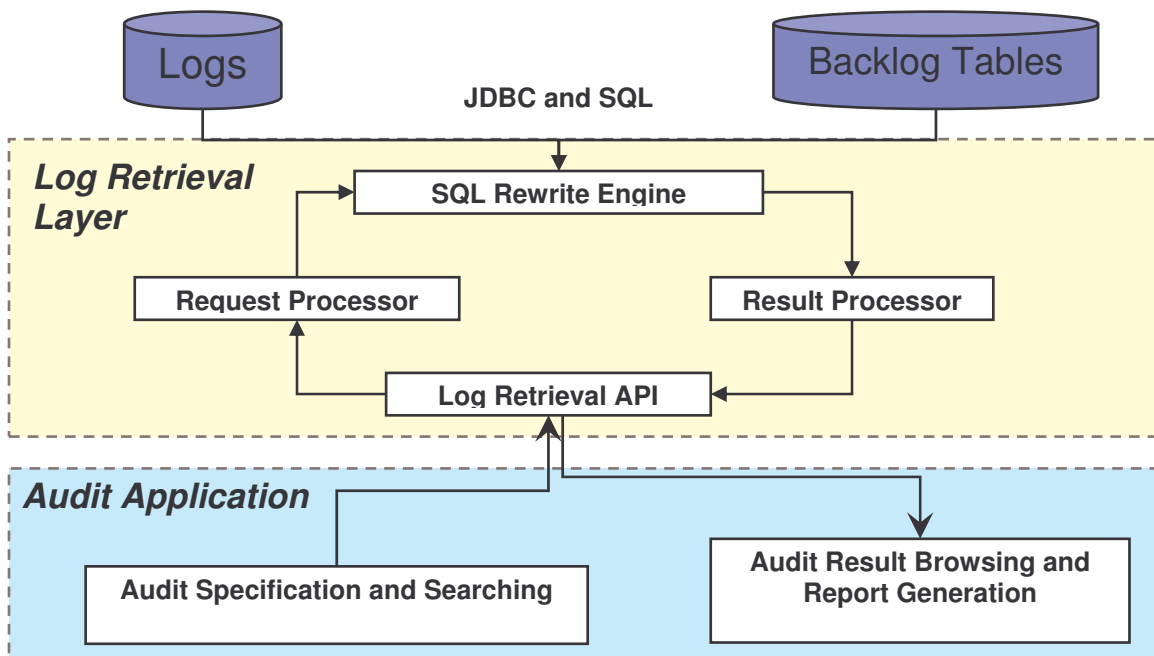 Logs
Backlog Tables
JDBC and SQL
Log Retrieval
Layer
SQL Rewrite Engine
Request Processor
Result Processor
Log Retrieval API
Audit Application
Audit Specification and Searching
Audit Result Browsing and
Report Generation